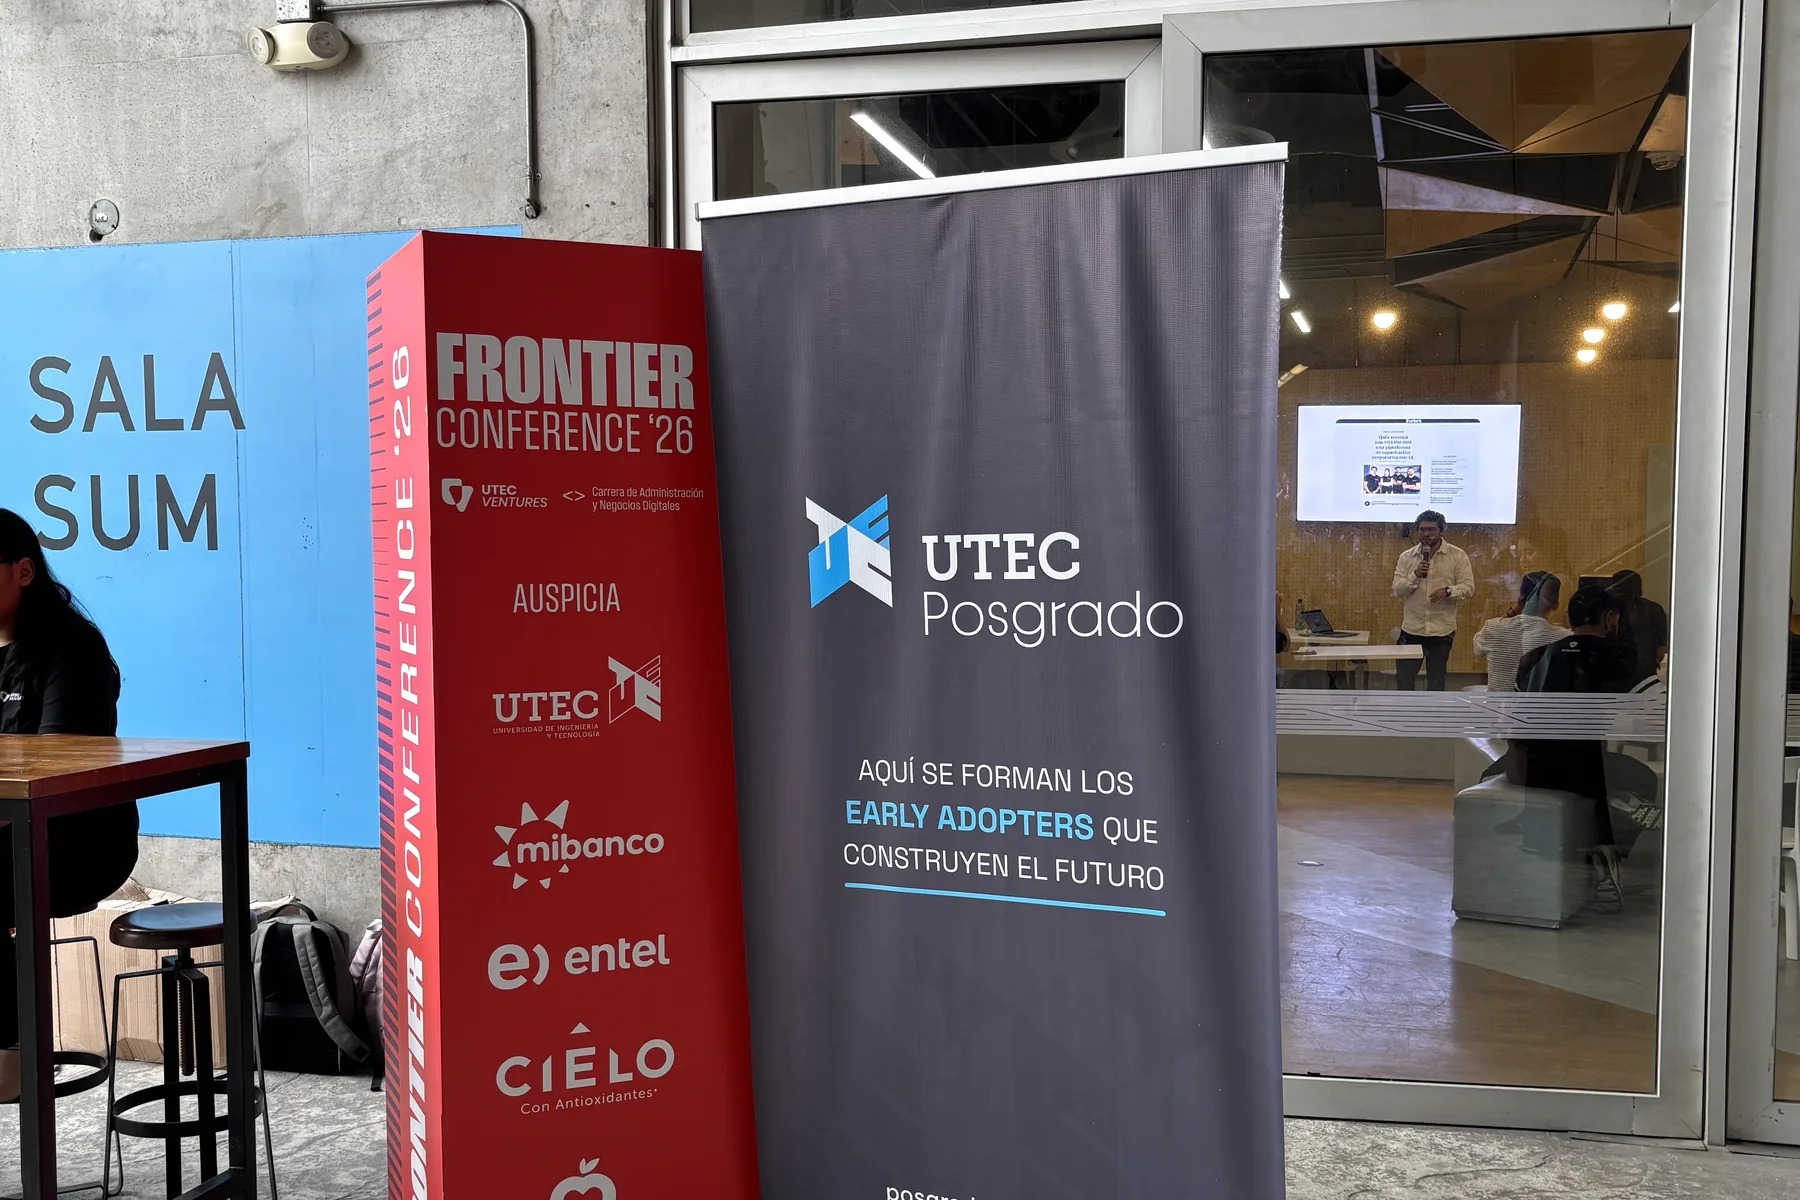 SALA
SUM
FRONTIER
CONFERENCE '26
UTEC
VENTURES
<> Carrera de Administración
y Negocios Digitales
AUSPICIA
UTEC
UNIVERSIDAD DE INGENIERÍA
Y TECNOLOGÍA
mibanco
e) entel
CIELO
Con Antioxidantes*
FRONTIER CONFERENCE '26
UTEC
Posgrado
AQUÍ SE FORMAN LOS
EARLY ADOPTERS QUE
CONSTRUYEN EL FUTURO